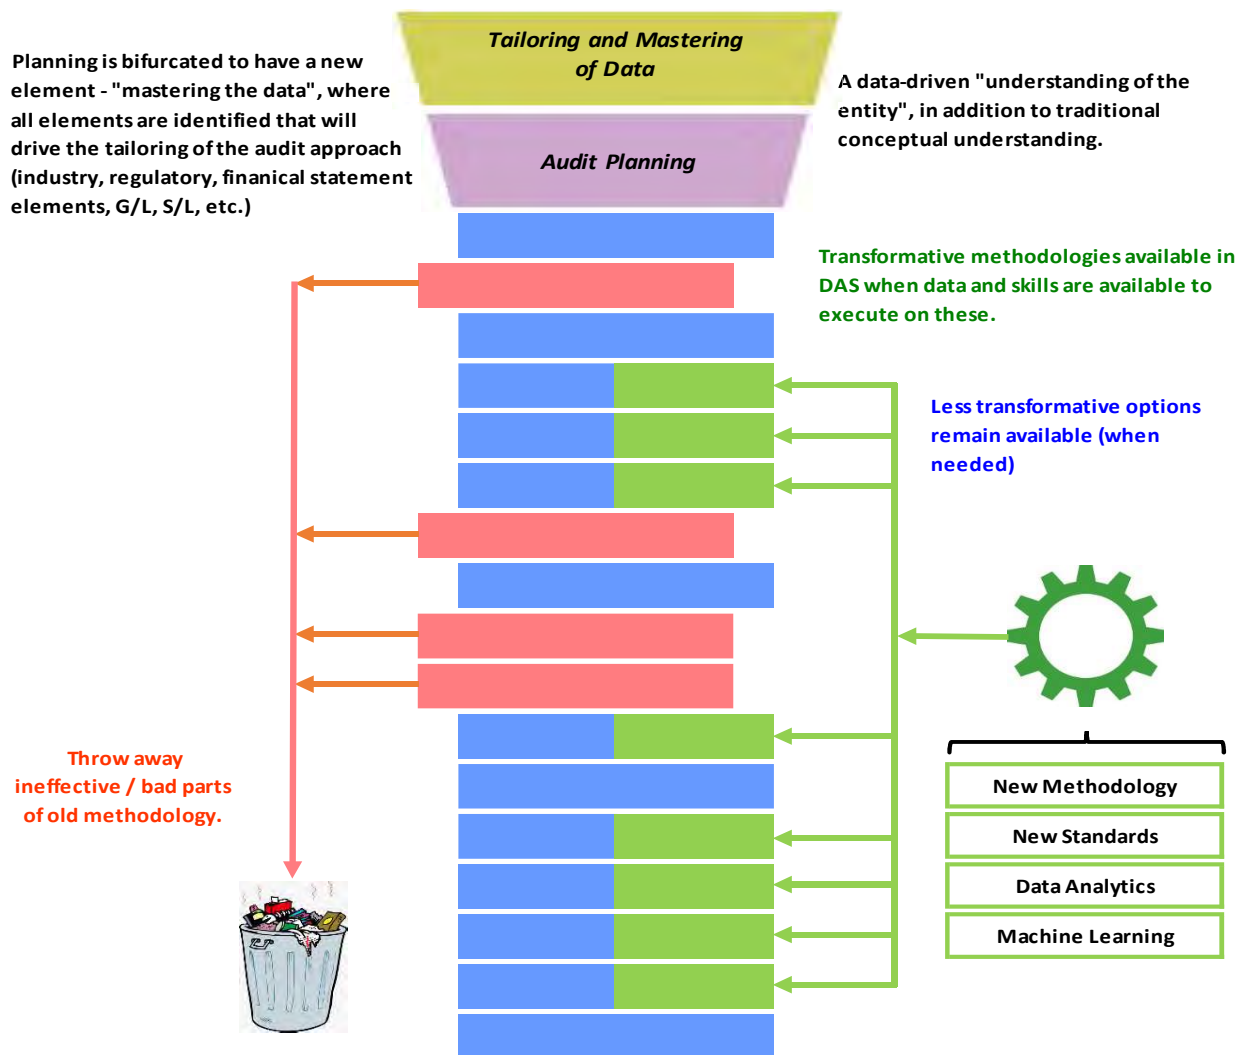 Tailoring and Mastering
of Data
Planning is bifurcated to have a new
element - "mastering the data", where
all elements are identified that will
drive the tailoring of the audit approach
(industry, regulatory, finanical statement
elements, G/L, S/L, etc.)
A data-driven "understanding of the
entity", in addition to traditional
conceptual understanding.
Audit Planning
Transformative methodologies available in
DAS when data and skills are available to
execute on these.
Less transformative options
remain available (when
needed)
Throw away
ineffective / bad parts
of old methodology.
New Methodology
New Standards
Data Analytics
Machine Learning